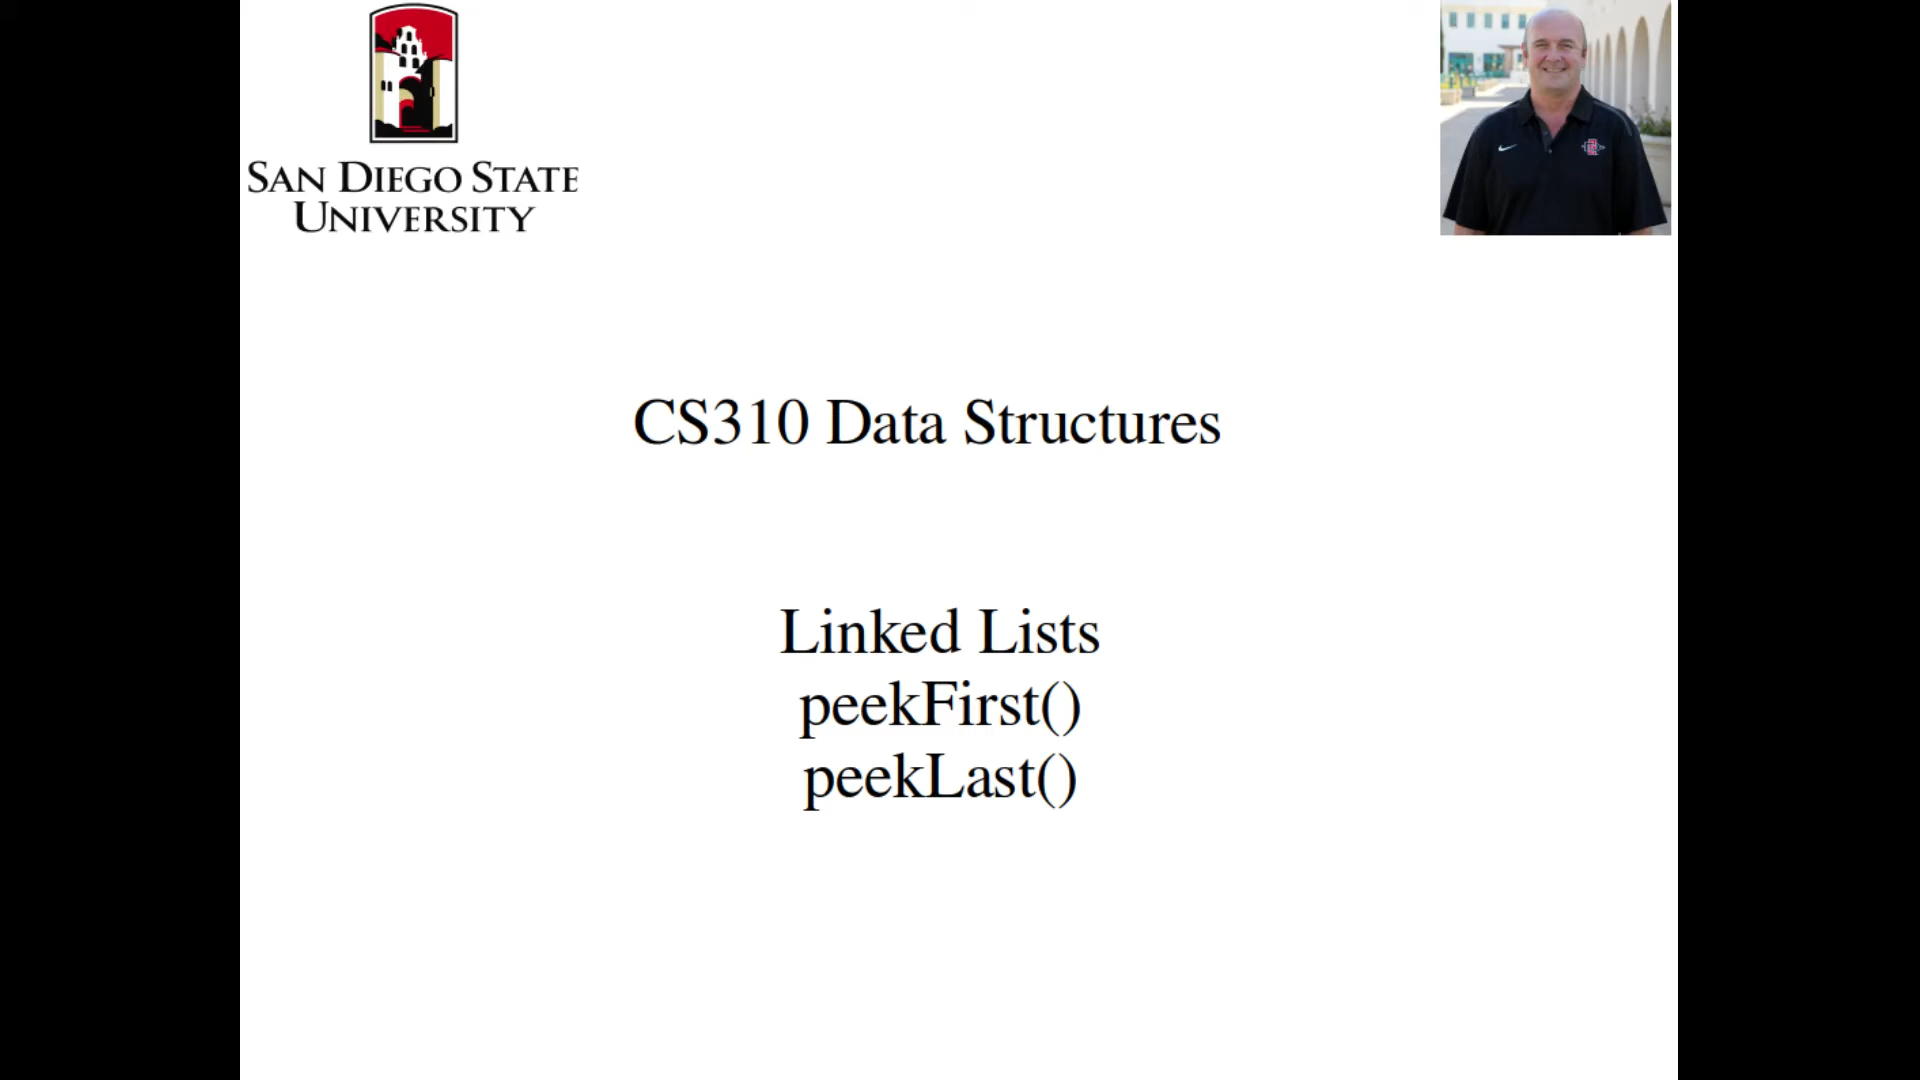 SAN DIEGO STATE
UNIVERSITY
CS310 Data Structures
Linked Lists
peekFirst()
peekLast()